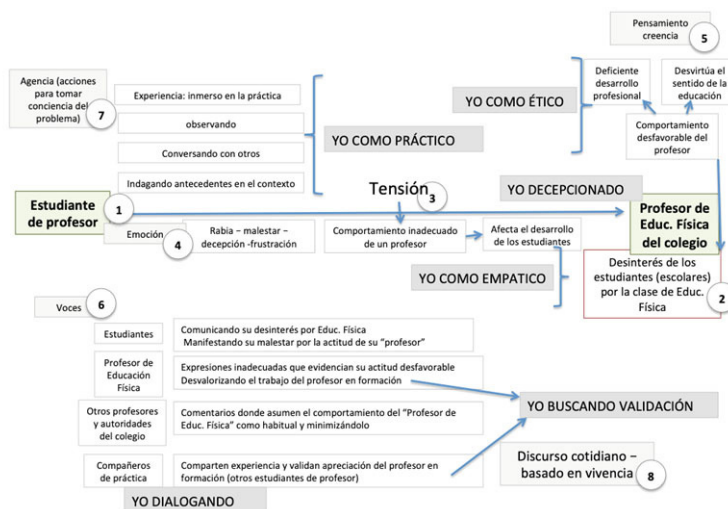 Pensamiento
creencia
5
Agencia (acciones
para tomar
conciencia del
problema)
7
Experiencia: inmerso en la práctica
observando
Conversando con otros
Indagando antecedentes en el contexto
YO COMO PRÁCTICO
YO COMO ÉTICO
Deficiente
desarrollo
profesional
Desvirtúa el
sentido de la
educación
Comportamiento
desfavorable del
profesor
Estudiante
de profesor
1
Tensión
3
YO DECEPCIONADO
Profesor de
Educ. Física
del colegio
Emoción
4
Rabia – malestar –
decepción -frustración
Comportamiento inadecuado
de un profesor
Afecta el desarrollo
de los estudiantes
YO COMO EMPATICO
Desinterés de los
estudiantes (escolares)
por la clase de Educ.
Física
2
Voces
6
Estudiantes
Comunicando su desinterés por Educ. Física
Manifestando su malestar por la actitud de su "profesor"
Profesor de
Educación
Física
Expresiones inadecuadas que evidencian su actitud desfavorable
Desvalorizando el trabajo del profesor en formación
YO BUSCANDO VALIDACIÓN
Otros profesores
y autoridades
del colegio
Comentarios donde asumen el comportamiento del "Profesor de
Educ. Física" como habitual y minimizándolo
Compañeros
de práctica
Comparten experiencia y validan apreciación del profesor en
formación (otros estudiantes de profesor)
Discurso cotidiano –
basado en vivencia
8
YO DIALOGANDO